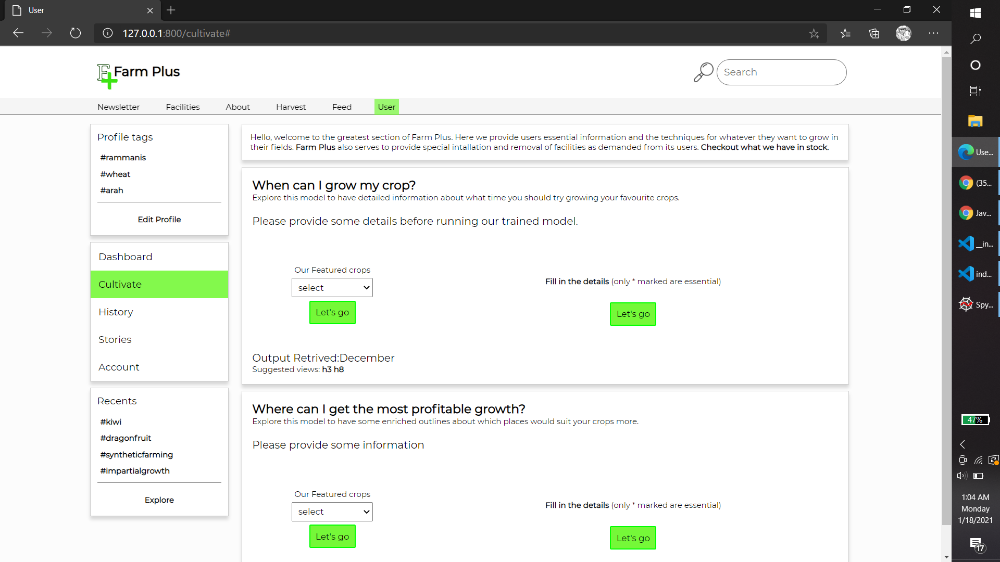 User
127.0.0.1:800/cultivate#
F Farm Plus
Search
Newsletter Facilities About Harvest Feed User
Profile tags
#rammanis
#wheat
#arah
Edit Profile
Dashboard
Cultivate
History
Stories
Account
Recents
#kiwi
#dragonfruit
#syntheticfarming
#impartialgrowth
Explore
Hello, welcome to the greatest section of Farm Plus. Here we provide users essential information and the techniques for whatever they want to grow in
their fields. Farm Plus also serves to provide special intallation and removal of facilities as demanded from its users. Checkout what we have in stock.
When can I grow my crop?
Explore this model to have detailed information about what time you should try growing your favourite crops.
Please provide some details before running our trained model.
Our Featured crops
select
Let's go
Fill in the details (only * marked are essential)
Let's go
Output Retrived:December
Suggested views: h3 h8
Where can I get the most profitable growth?
Explore this model to have some enriched outlines about which places would suit your crops more.
Please provide some information
Our Featured crops
select
Let's go
Fill in the details (only * marked are essential)
Let's go
Use...
(35...
Jav...
__in...
ind...
Spy...
47%
1:04 AM
Monday
1/18/2021
17